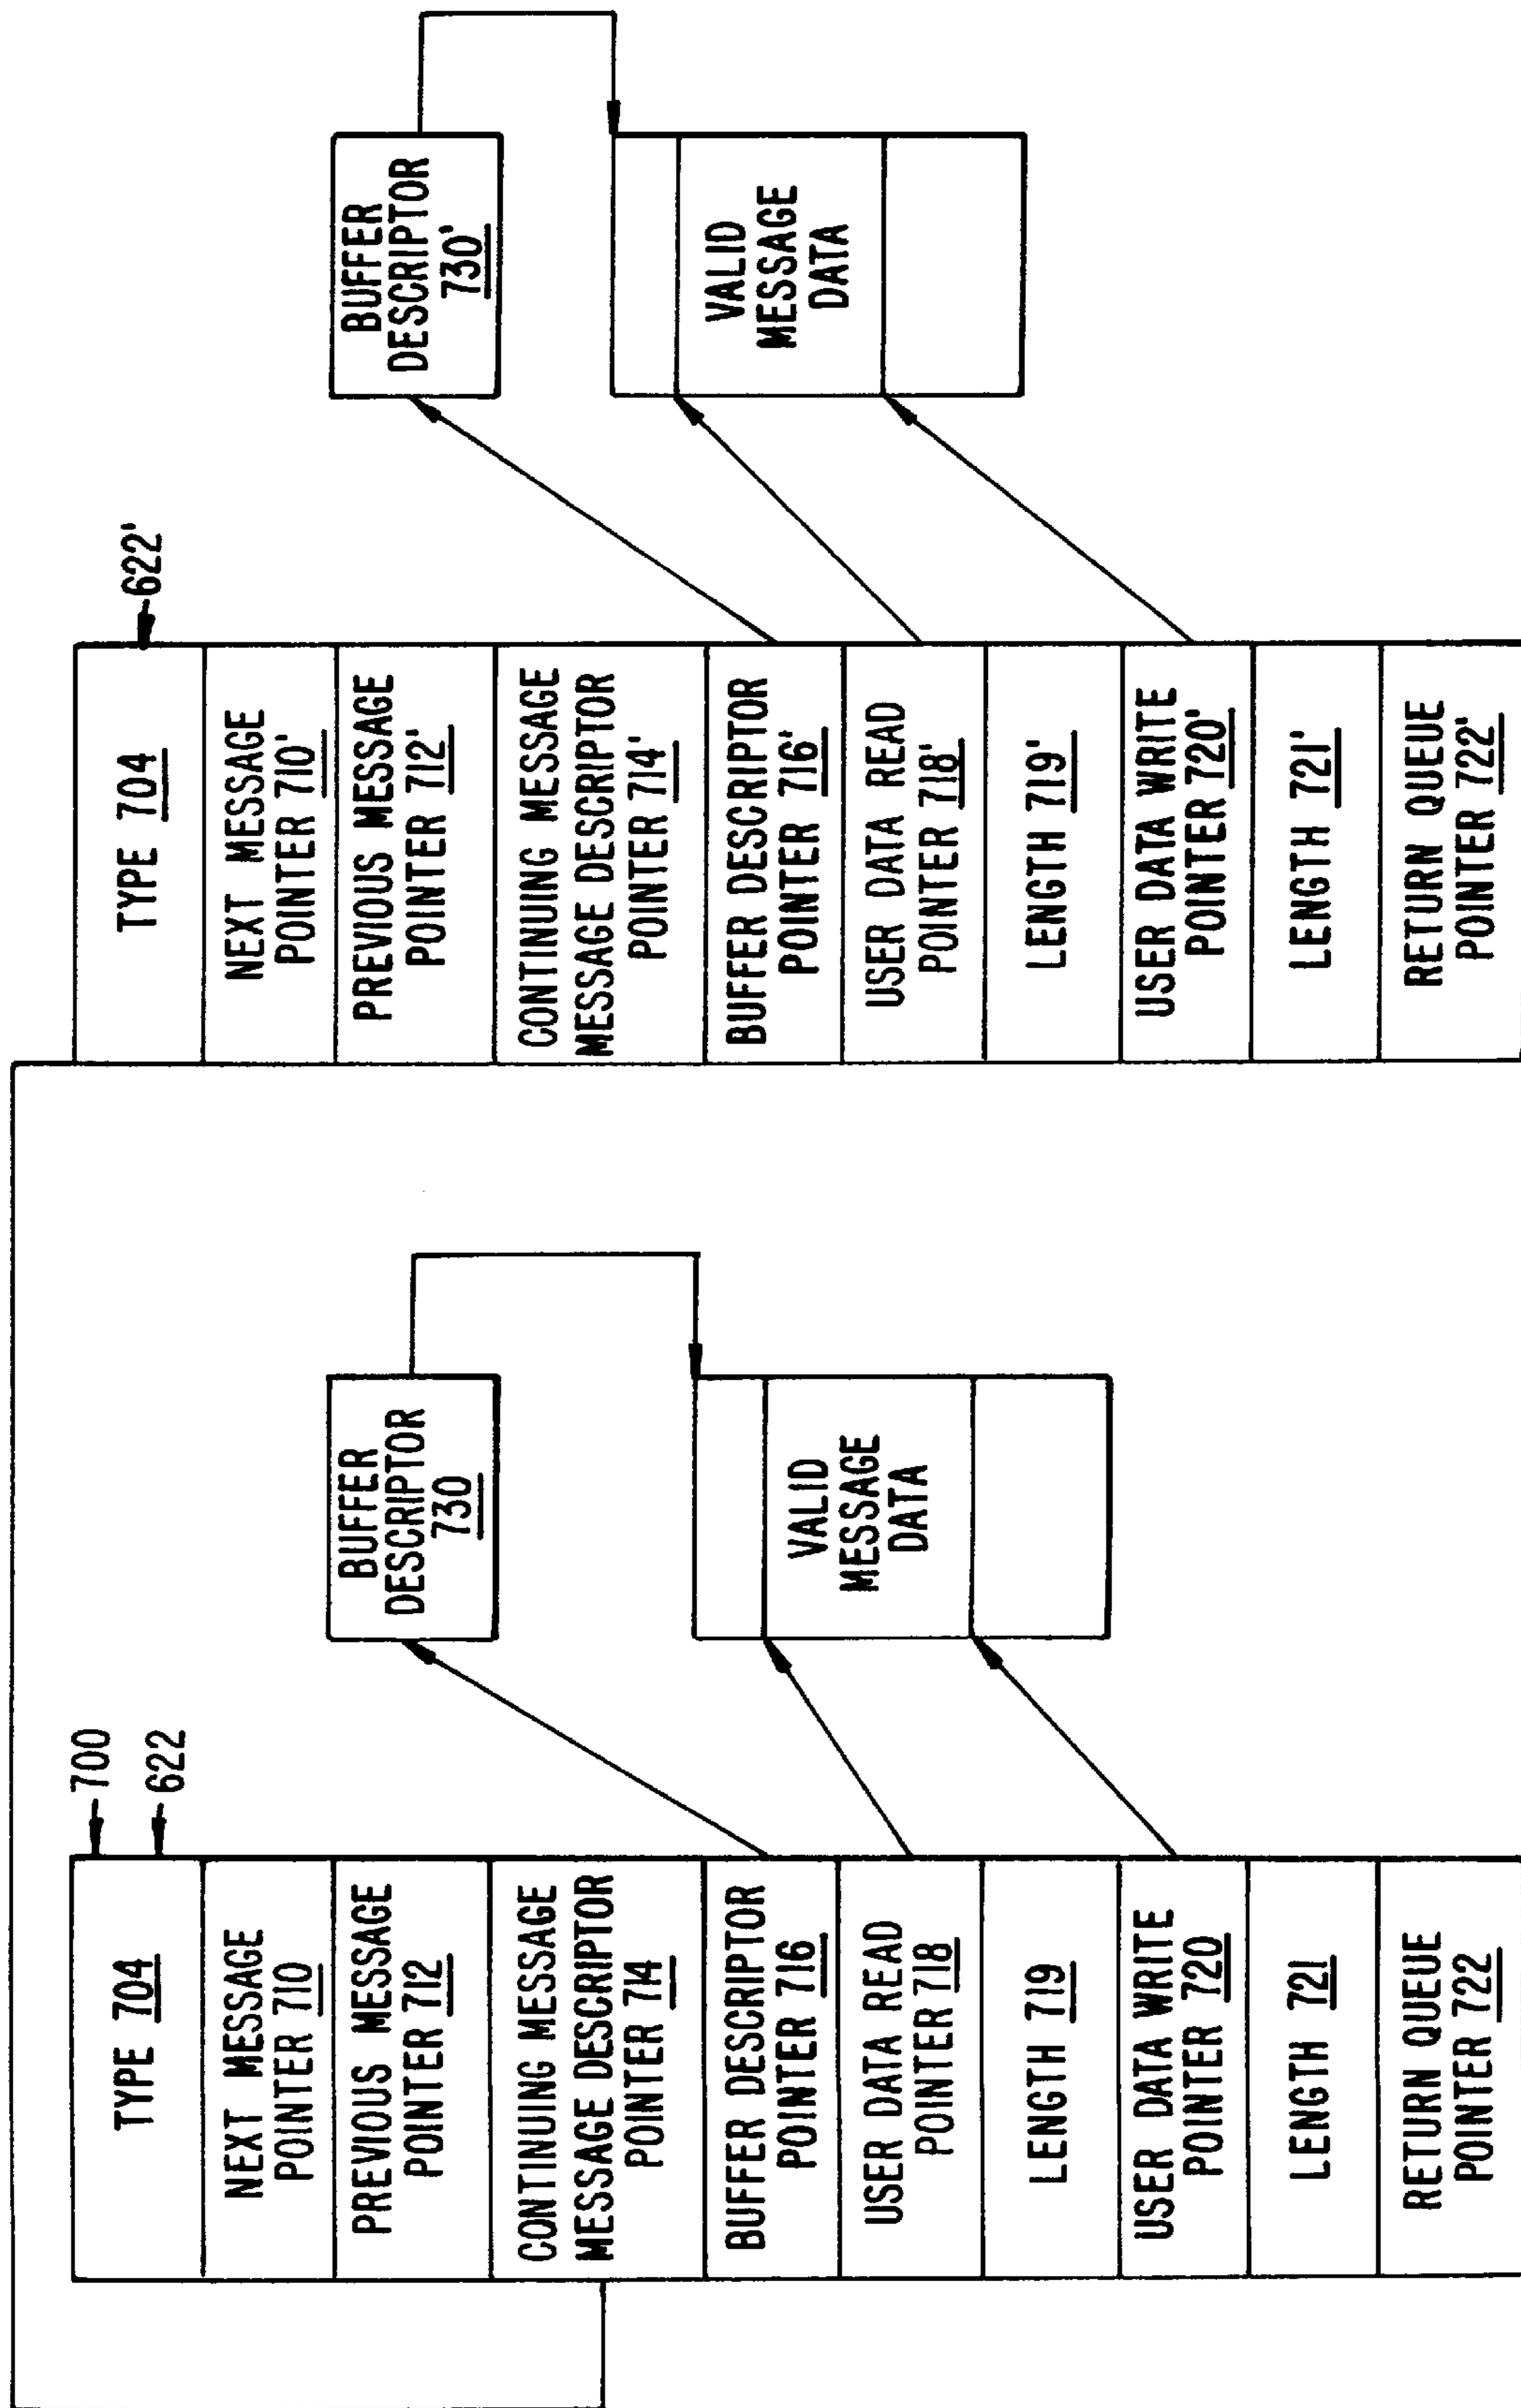 700
622
TYPE 704
NEXT MESSAGE
POINTER 710
PREVIOUS MESSAGE
POINTER 712
CONTINUING MESSAGE
MESSAGE DESCRIPTOR
POINTER 714
BUFFER DESCRIPTOR
POINTER 716
USER DATA READ
POINTER 718
LENGTH 719
USER DATA WRITE
POINTER 720
LENGTH 721
RETURN QUEUE
POINTER 722
BUFFER
DESCRIPTOR
730
VALID
MESSAGE
DATA
622'
TYPE 704
NEXT MESSAGE
POINTER 710'
PREVIOUS MESSAGE
POINTER 712'
CONTINUING MESSAGE
MESSAGE DESCRIPTOR
POINTER 714'
BUFFER DESCRIPTOR
POINTER 716'
USER DATA READ
POINTER 718'
LENGTH 719'
USER DATA WRITE
POINTER 720'
LENGTH 721'
RETURN QUEUE
POINTER 722'
BUFFER
DESCRIPTOR
730'
VALID
MESSAGE
DATA